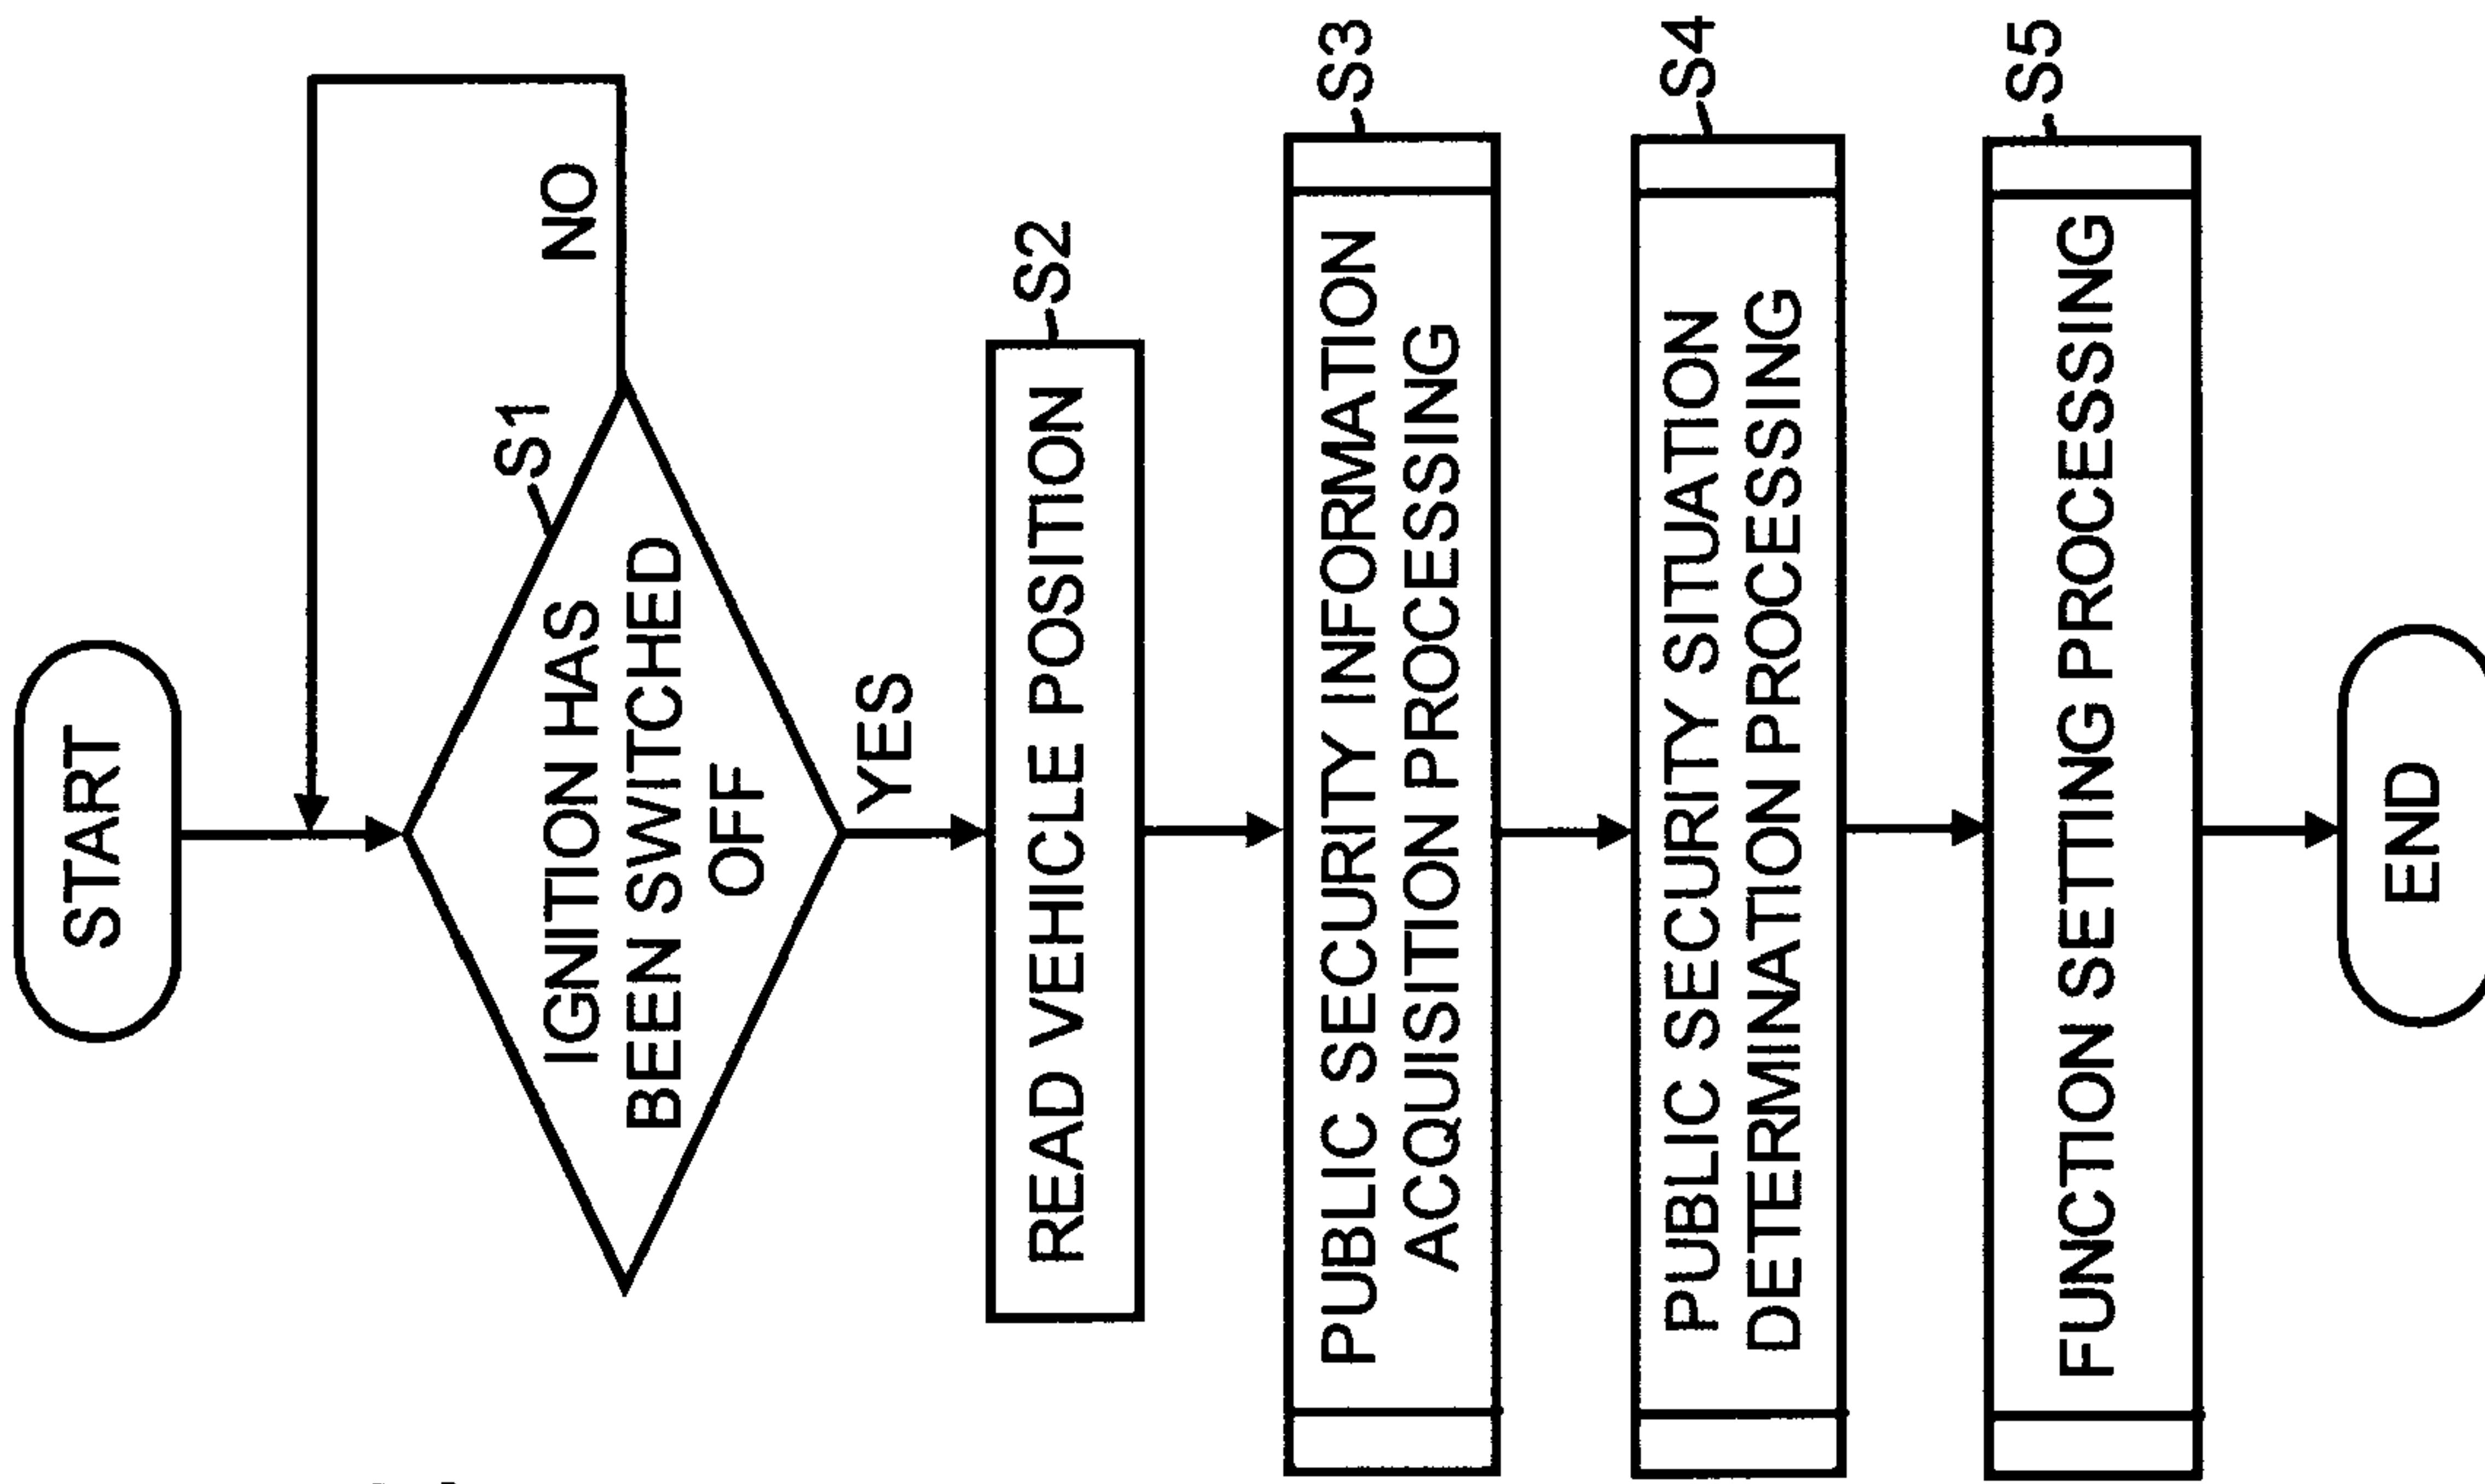 START
NO
S1
IGNITION HAS
BEEN SWITCHED
OFF
YES
S2
READ VEHICLE POSITION
S3
PUBLIC SECURITY INFORMATION
ACQUISITION PROCESSING
S4
PUBLIC SECURITY SITUATION
DETERMINATION PROCESSING
S5
FUNCTION SETTING PROCESSING
END